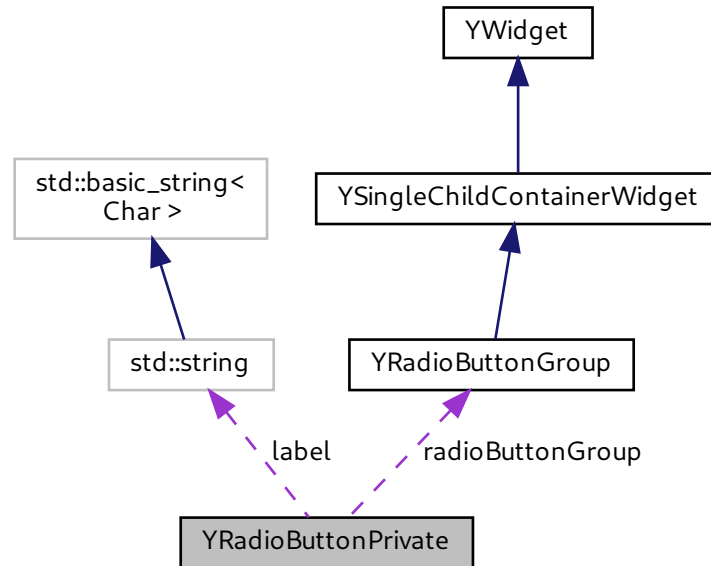 YWidget
std::basic_string<
Char >
YSingleChildContainerWidget
std::string
YRadioButtonGroup
label
radioButtonGroup
YRadioButtonPrivate